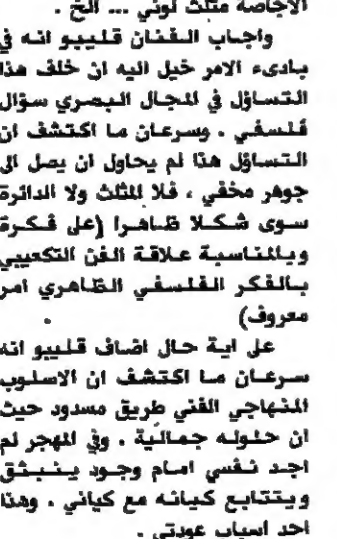 الاجاصة مثلث لوني ... الخ .
واجاب الفنان قليبو انه في
باديء الامر خيل اليه ان خلف هذا
التساؤل في المجال البصري سؤال
فلسفي . وسرعان ما اكتشف ان
التساؤل هذا لم يحاول ان يصل الى
جوهر مخفي ، فلا المثلث ولا الدائرة
سوى شكلا ظاهرا (على فكرة
وبالمناسبة علاقة الفن التكعيبي
بالفكر الفلسفي الظاهري امر
معروف)
على اية حال اضاف قليبو انه
سرعان ما اكتشف ان الاسلوب
المنهاجي الفني طريق مسدود حيث
ان حلوله جمالية . وفي المهجر لم
اجد نفسي امام وجود ينبثق
ويتتابع كيانه مع كياني . وهذا
احد اسباب عودتي .